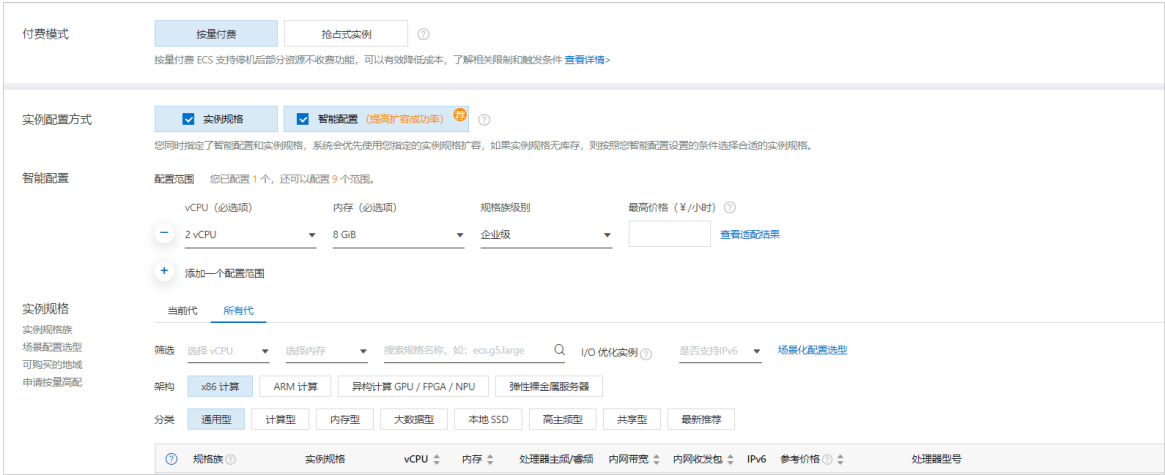 付费模式 按量付费 抢占式实例
按量付费 ECS 支持停机后部分资源不收费功能，可以有效降低成本，了解相关限制和触发条件 查看详情>
实例配置方式 实例规格 智能配置 （提高扩容成功率） 荐
您同时指定了智能配置和实例规格，系统会优先使用您指定的实例规格扩容，如果实例规格无库存，则按照您智能配置设置的条件选择合适的实例规格。
智能配置 配置范围 您已配置 1 个，还可以配置 9 个范围。
vCPU（必选项） 内存（必选项） 规格族级别 最高价格（¥/小时） ?
2 vCPU 8 GiB 企业级 查看适配结果
添加一个配置范围
实例规格 当前代 所有代
实例规格族
场景配置选型
可购买的地域
申请按量高配
筛选 选择 vCPU 选择内存 搜索规格名称，如：ecs.g5.large I/O 优化实例 ? 是否支持IPv6 场景化配置选型
架构 x86 计算 ARM 计算 异构计算 GPU / FPGA / NPU 弹性裸金属服务器
分类 通用型 计算型 内存型 大数据型 本地 SSD 高主频型 共享型 最新推荐
? 规格族 ? 实例规格 vCPU 内存 处理器主频/睿频 内网带宽 内网收发包 IPv6 参考价格 ? 处理器型号